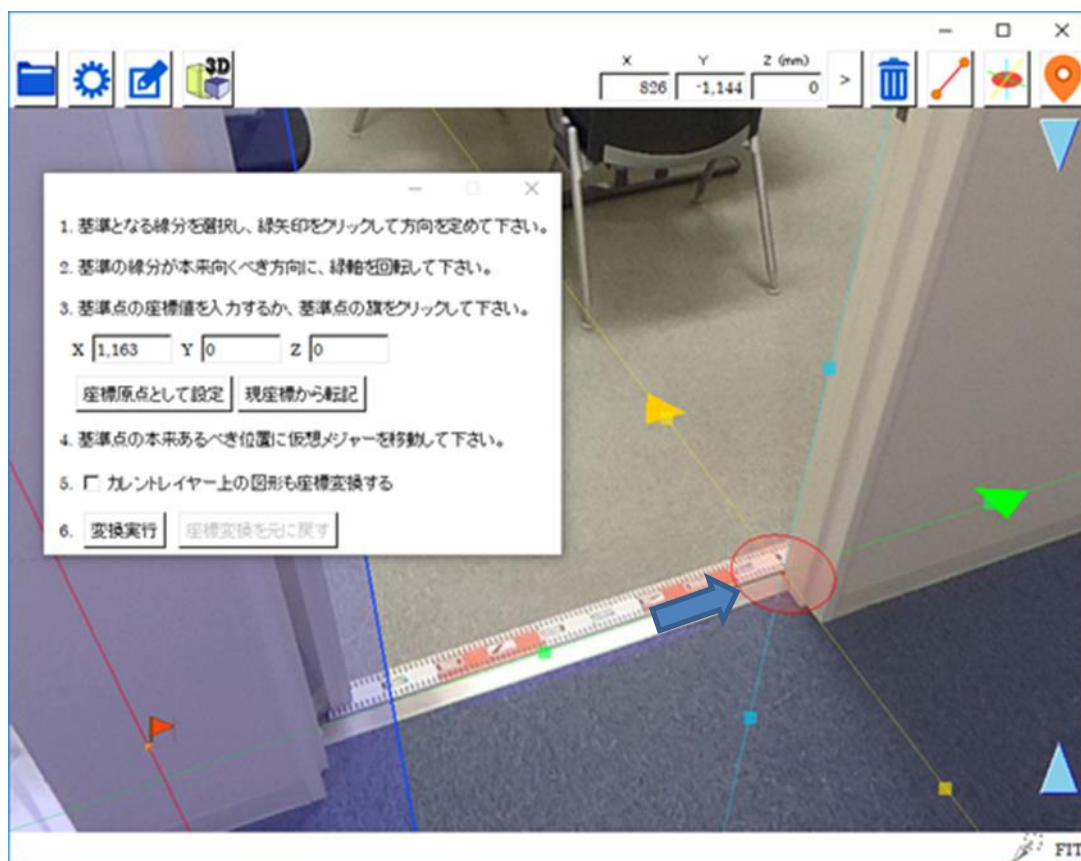 3D
X Y Z (mm)
826 -1,144 0 >
1. 基準となる線分を選択し、緑矢印をクリックして方向を定めて下さい。
2. 基準の線分が本来向くべき方向に、緑軸を回転して下さい。
3. 基準点の座標値を入力するか、基準点の旗をクリックして下さい。
X 1,163 Y 0 Z 0
座標原点として設定 現座標から転記
4. 基準点の本来あるべき位置に仮想メジャーを移動して下さい。
5. カレントレイヤー上の図形も座標変換する
6. 変換実行 座標変換を元に戻す
FIT